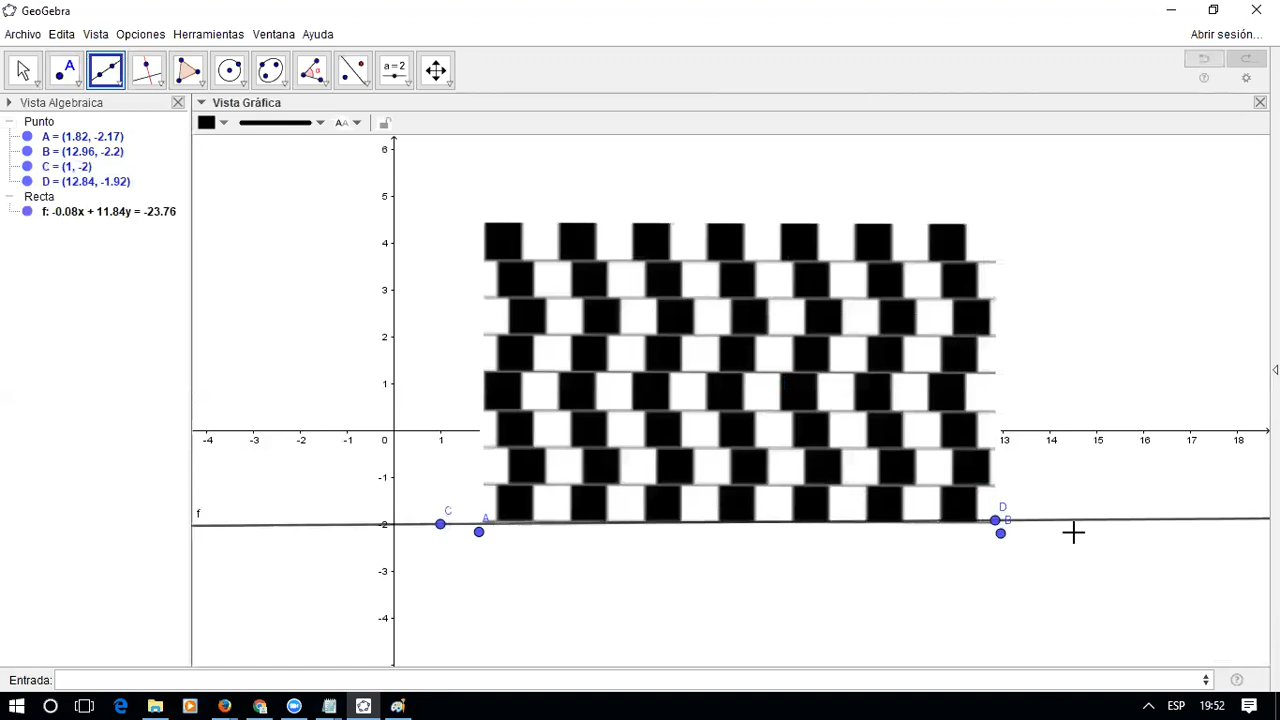 GeoGebra
Archivo Edita Vista Opciones Herramientas Ventana Ayuda Abrir sesión...
A a=2
Vista Algebraica
Vista Gráfica
AA
Punto
A = (1.82, -2.17)
B = (12.96, -2.2)
C = (1, -2)
D = (12.84, -1.92)
Recta
f: -0.08x + 11.84y = -23.76
6
5
4
3
2
1
-4 -3 -2 -1 0 1 13 14 15 16 17 18
-1
f C A D B
-2
-3
-4
Entrada:
ESP 19:52